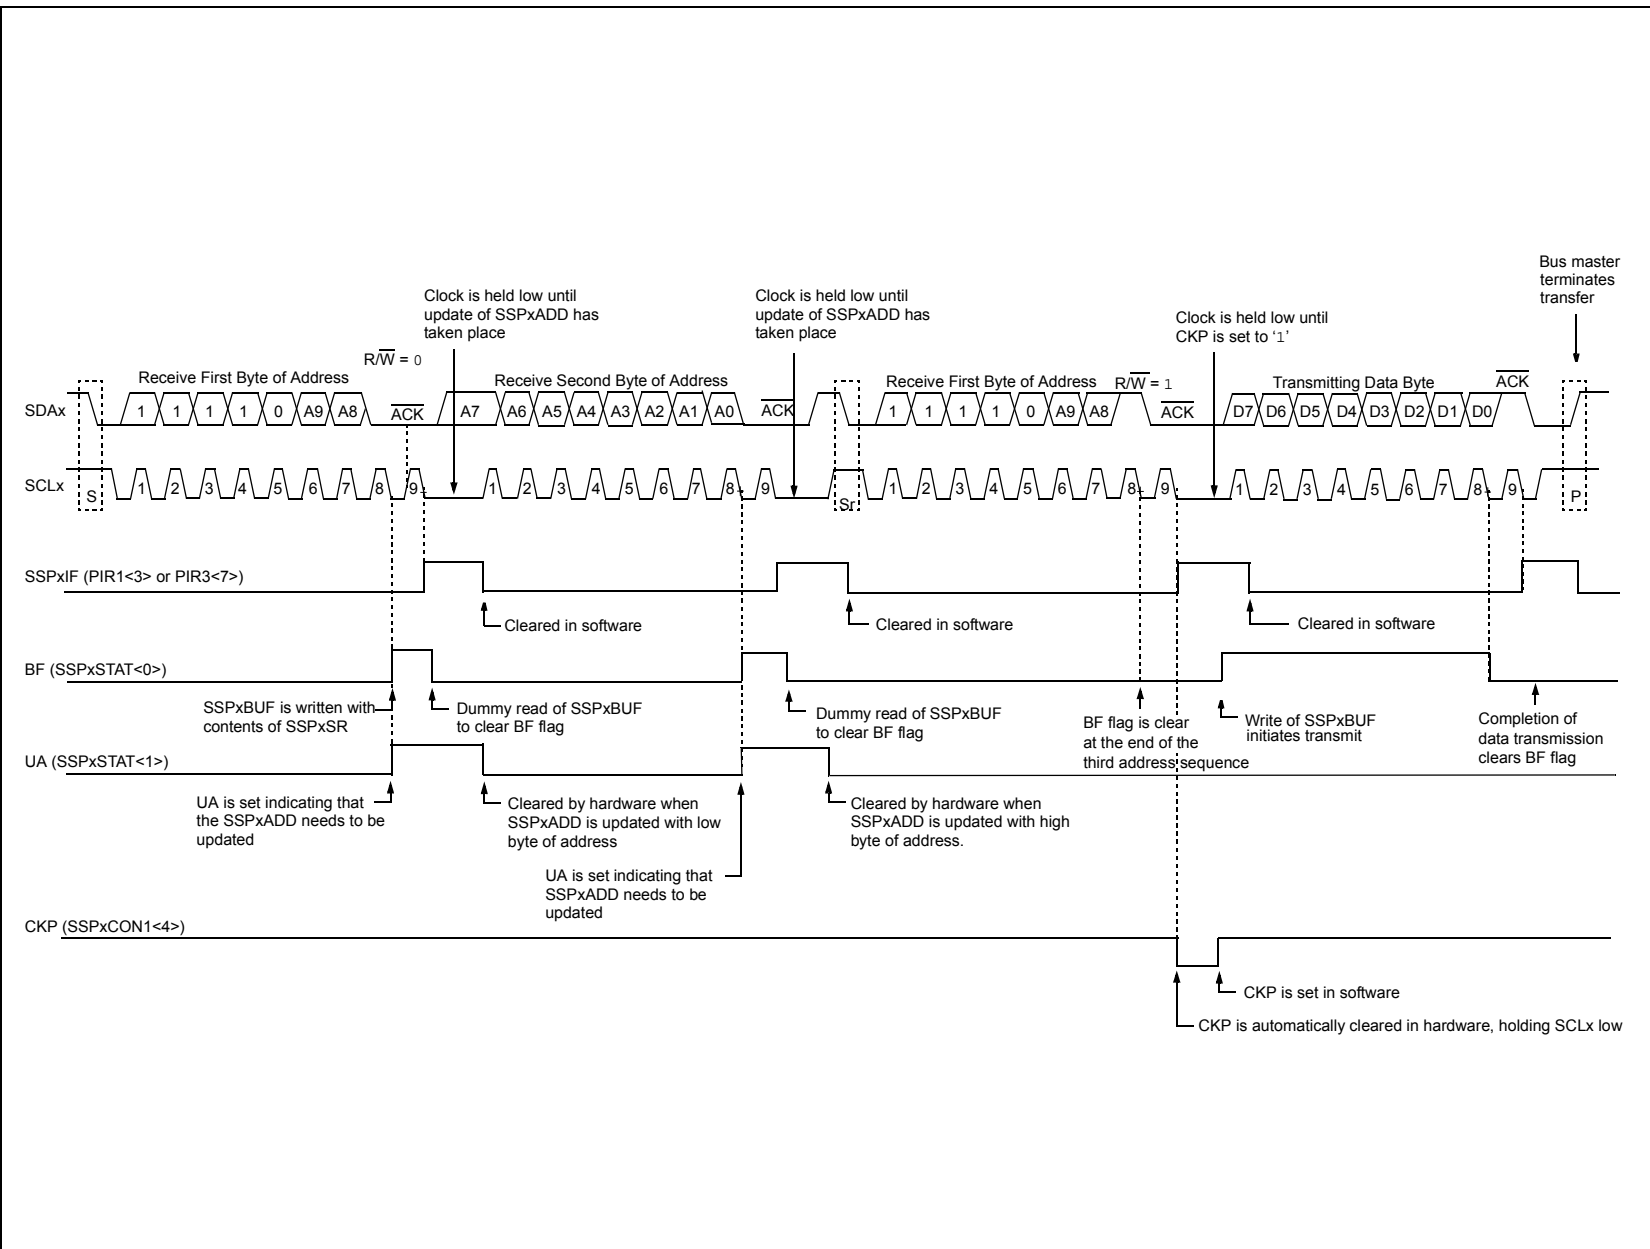 Bus master
terminates
transfer
Clock is held low until
update of SSPxADD has
taken place
Clock is held low until
update of SSPxADD has
taken place
Clock is held low until
CKP is set to ‘1’
R/W = 0
Receive First Byte of Address
Receive Second Byte of Address
Receive First Byte of Address
R/W = 1
Transmitting Data Byte
ACK
SDAx
1 1 1 1 0 A9 A8
ACK
A7 A6 A5 A4 A3 A2 A1 A0
ACK
1 1 1 1 0 A9 A8
ACK
D7 D6 D5 D4 D3 D2 D1 D0
SCLx
S
1 2 3 4 5 6 7 8 9
1 2 3 4 5 6 7 8 9
Sr
1 2 3 4 5 6 7 8 9
1 2 3 4 5 6 7 8 9
P
SSPxIF (PIR1<3> or PIR3<7>)
Cleared in software
Cleared in software
Cleared in software
BF (SSPxSTAT<0>)
SSPxBUF is written with
contents of SSPxSR
Dummy read of SSPxBUF
to clear BF flag
Dummy read of SSPxBUF
to clear BF flag
BF flag is clear
at the end of the
third address sequence
Write of SSPxBUF
initiates transmit
Completion of
data transmission
clears BF flag
UA (SSPxSTAT<1>)
UA is set indicating that
the SSPxADD needs to be
updated
Cleared by hardware when
SSPxADD is updated with low
byte of address
UA is set indicating that
SSPxADD needs to be
updated
Cleared by hardware when
SSPxADD is updated with high
byte of address.
CKP (SSPxCON1<4>)
CKP is set in software
CKP is automatically cleared in hardware, holding SCLx low